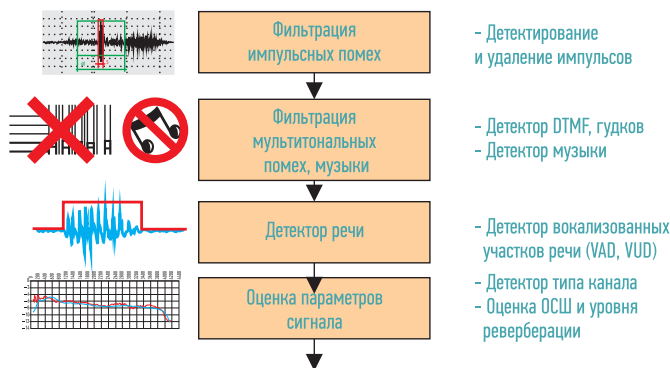 Фильтрация
импульсных помех
– Детектирование
и удаление импульсов
Фильтрация
мультитональных
помех, музыки
– Детектор DTMF, гудков
– Детектор музыки
Детектор речи
– Детектор вокализованных
участков речи (VAD, VUD)
Оценка параметров
сигнала
– Детектор типа канала
– Оценка ОСШ и уровня
реверберации